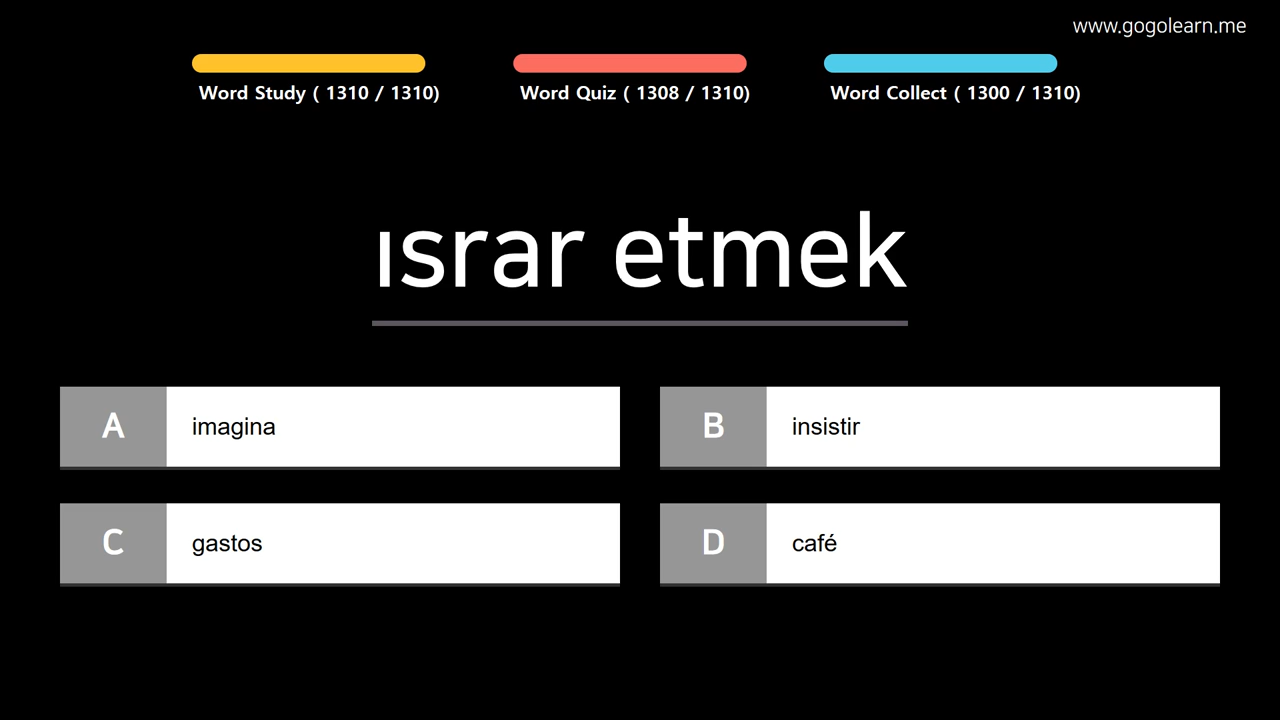 www.gogolearn.me
Word Study ( 1310 / 1310)
Word Quiz ( 1308 / 1310)
Word Collect ( 1300 / 1310)
ısrar etmek
A imagina
B insistir
C gastos
D café